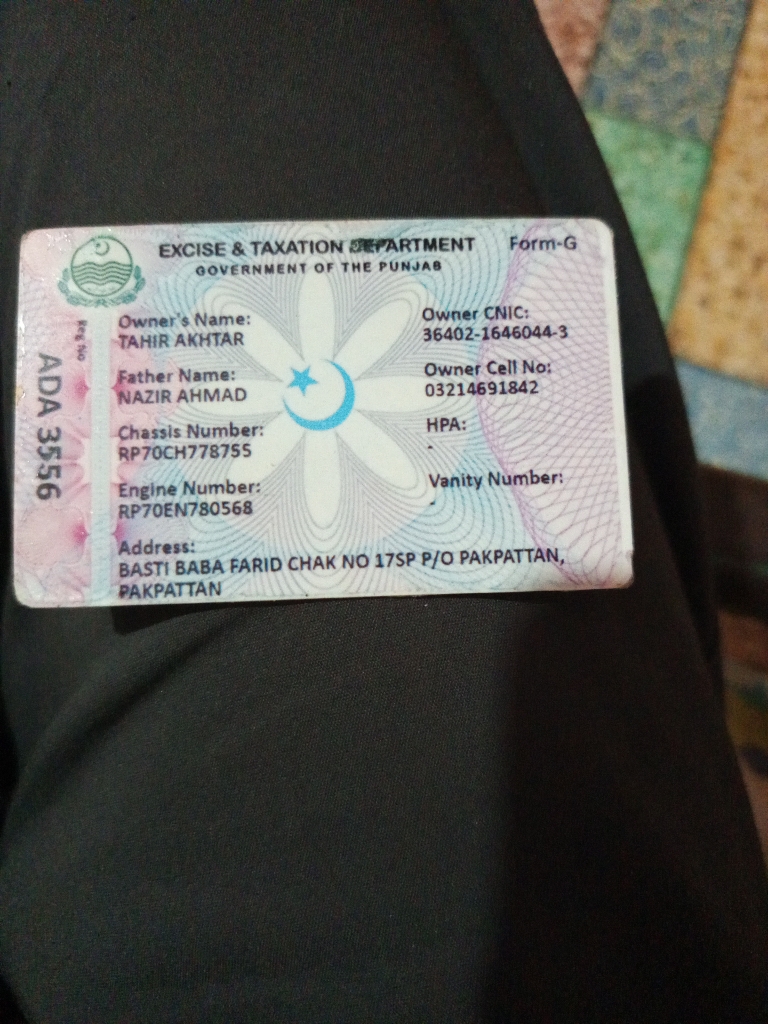 EXCISE & TAXATION DEPARTMENT
Form-G
GOVERNMENT OF THE PUNJAB
Reg No
ADA 3556
Owner's Name:
TAHIR AKHTAR
Father Name:
NAZIR AHMAD
Chassis Number:
RP70CH778755
Engine Number:
RP70EN780568
Address:
BASTI BABA FARID CHAK NO 17SP P/O PAKPATTAN,
PAKPATTAN
Owner CNIC:
36402-1646044-3
Owner Cell No:
03214691842
HPA:
-
Vanity Number:
-